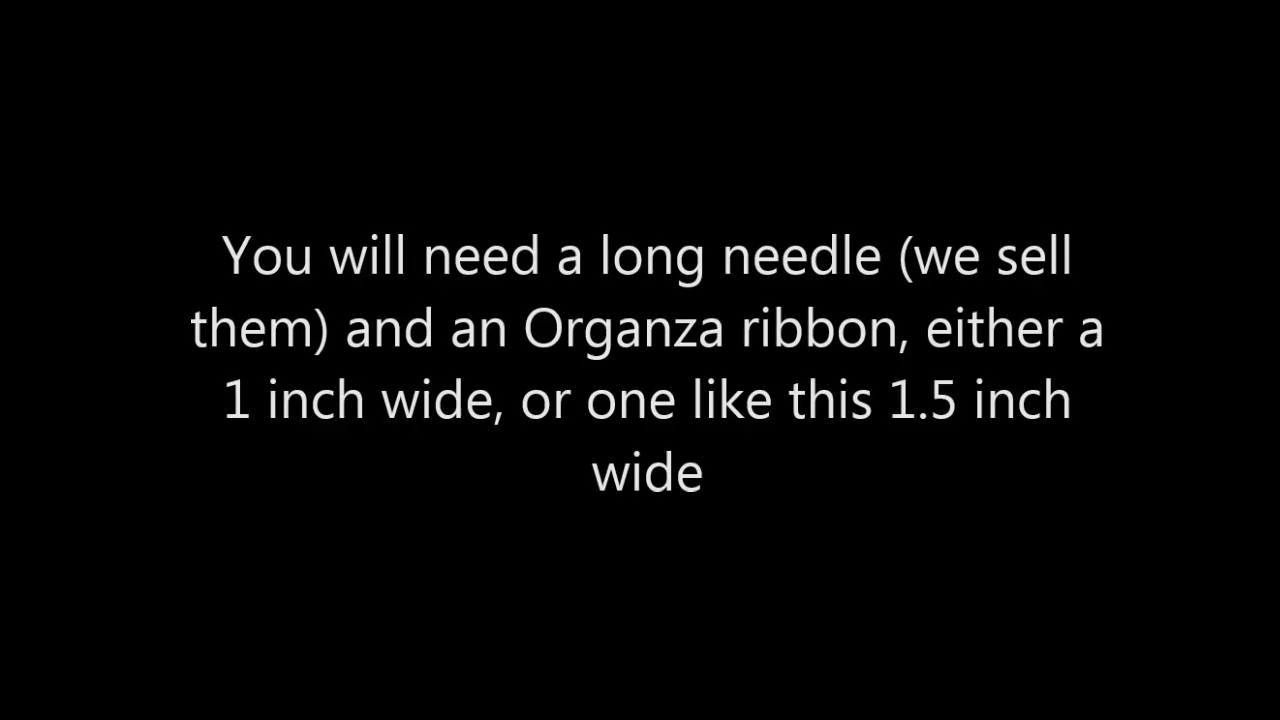 You will need a long needle (we sell
them) and an Organza ribbon, either a
1 inch wide, or one like this 1.5 inch
wide